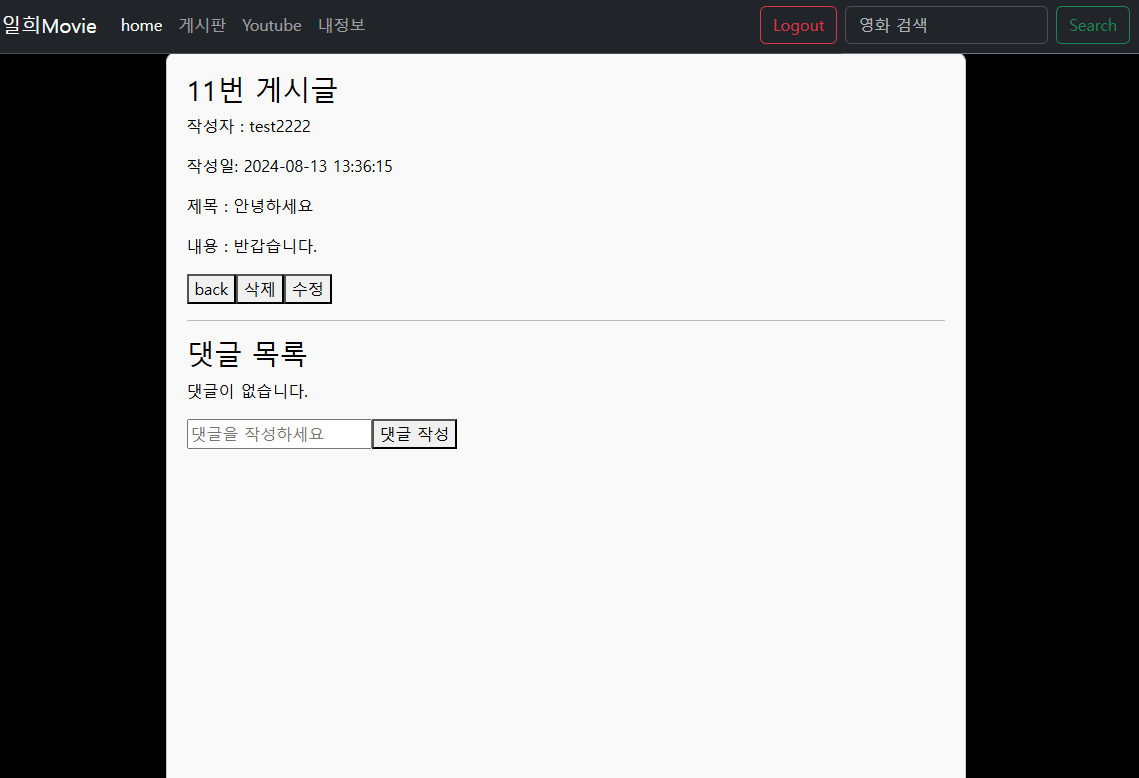 일희Movie home 게시판 Youtube 내정보 Logout 영화 검색 Search
11번 게시글
작성자 : test2222
작성일: 2024-08-13 13:36:15
제목 : 안녕하세요
내용 : 반갑습니다.
back 삭제 수정
댓글 목록
댓글이 없습니다.
댓글을 작성하세요 댓글 작성